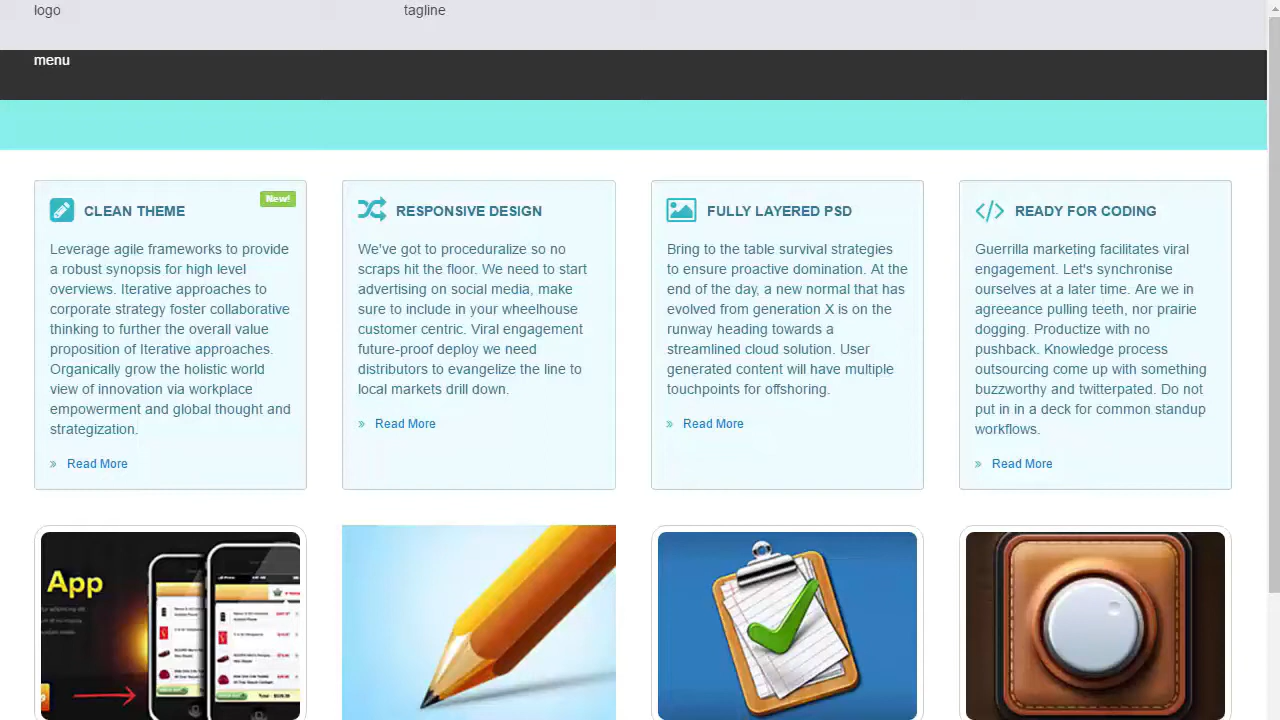 logo
tagline
menu
CLEAN THEME
New!
Leverage agile frameworks to provide
a robust synopsis for high level
overviews. Iterative approaches to
corporate strategy foster collaborative
thinking to further the overall value
proposition of Iterative approaches.
Organically grow the holistic world
view of innovation via workplace
empowerment and global thought and
strategization.
» Read More
RESPONSIVE DESIGN
We've got to proceduralize so no
scraps hit the floor. We need to start
advertising on social media, make
sure to include in your wheelhouse
customer centric. Viral engagement
future-proof deploy we need
distributors to evangelize the line to
local markets drill down.
» Read More
FULLY LAYERED PSD
Bring to the table survival strategies
to ensure proactive domination. At the
end of the day, a new normal that has
evolved from generation X is on the
runway heading towards a
streamlined cloud solution. User
generated content will have multiple
touchpoints for offshoring.
» Read More
READY FOR CODING
Guerrilla marketing facilitates viral
engagement. Let's synchronise
ourselves at a later time. Are we in
agreeance pulling teeth, nor prairie
dogging. Productize with no
pushback. Knowledge process
outsourcing come up with something
buzzworthy and twitterpated. Do not
put in in a deck for common standup
workflows.
» Read More
App